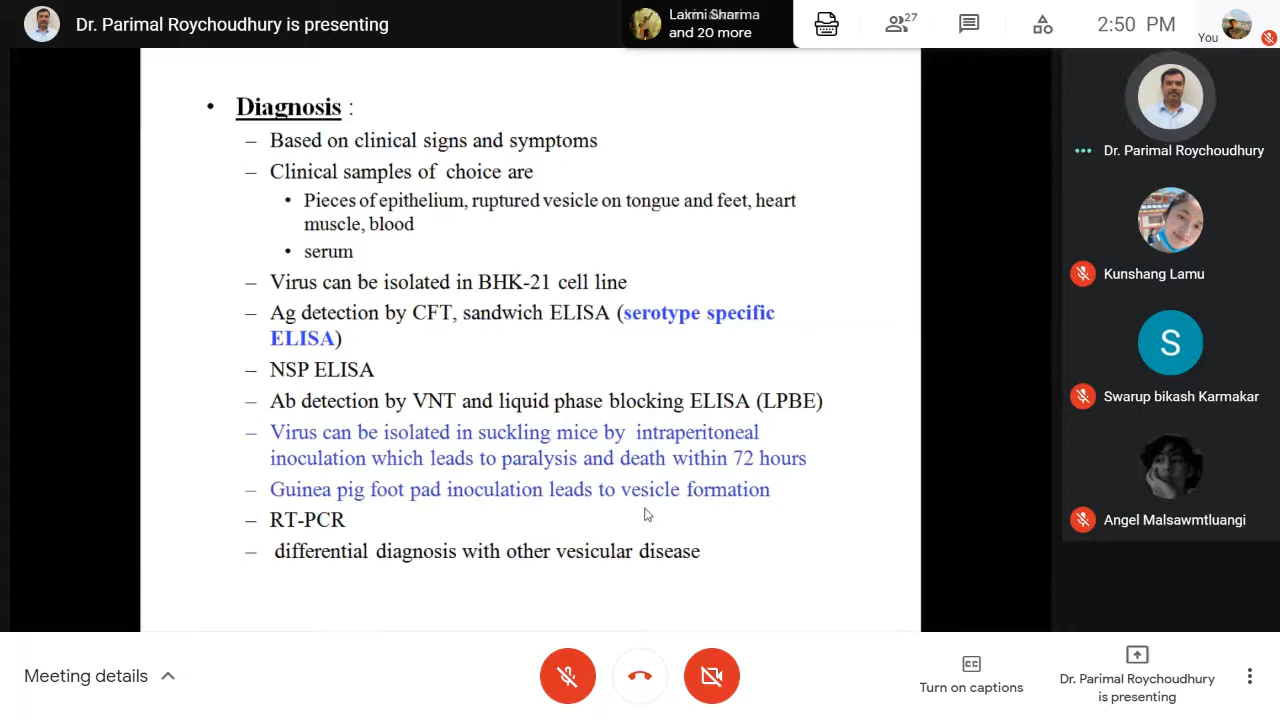 Dr. Parimal Roychoudhury is presenting
Laxmi Sharma
and 20 more
27
2:50 PM
You
• Diagnosis :
– Based on clinical signs and symptoms
– Clinical samples of choice are
• Pieces of epithelium, ruptured vesicle on tongue and feet, heart
muscle, blood
• serum
– Virus can be isolated in BHK-21 cell line
– Ag detection by CFT, sandwich ELISA (serotype specific
ELISA)
– NSP ELISA
– Ab detection by VNT and liquid phase blocking ELISA (LPBE)
– Virus can be isolated in suckling mice by intraperitoneal
inoculation which leads to paralysis and death within 72 hours
– Guinea pig foot pad inoculation leads to vesicle formation
– RT-PCR
– differential diagnosis with other vesicular disease
Dr. Parimal Roychoudhury
Kunshang Lamu
S
Swarup bikash Karmakar
Angel Malsawmtluangi
Meeting details
CC
Turn on captions
Dr. Parimal Roychoudhury
is presenting